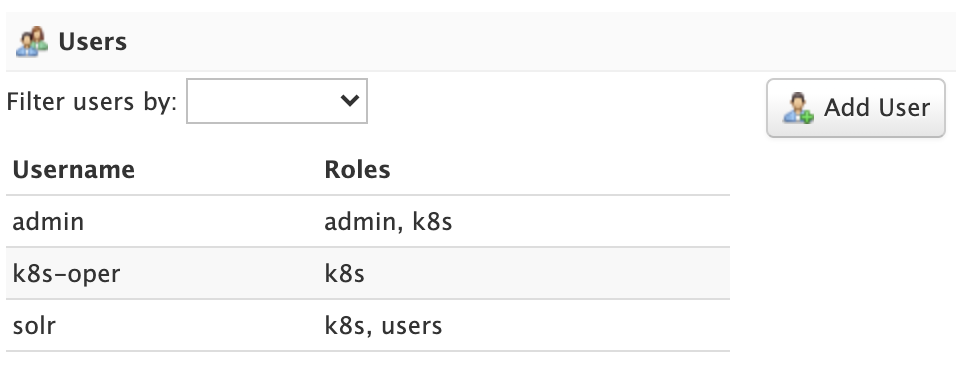 Users
Filter users by:
Add User
Username Roles
admin admin, k8s
k8s-oper k8s
solr k8s, users